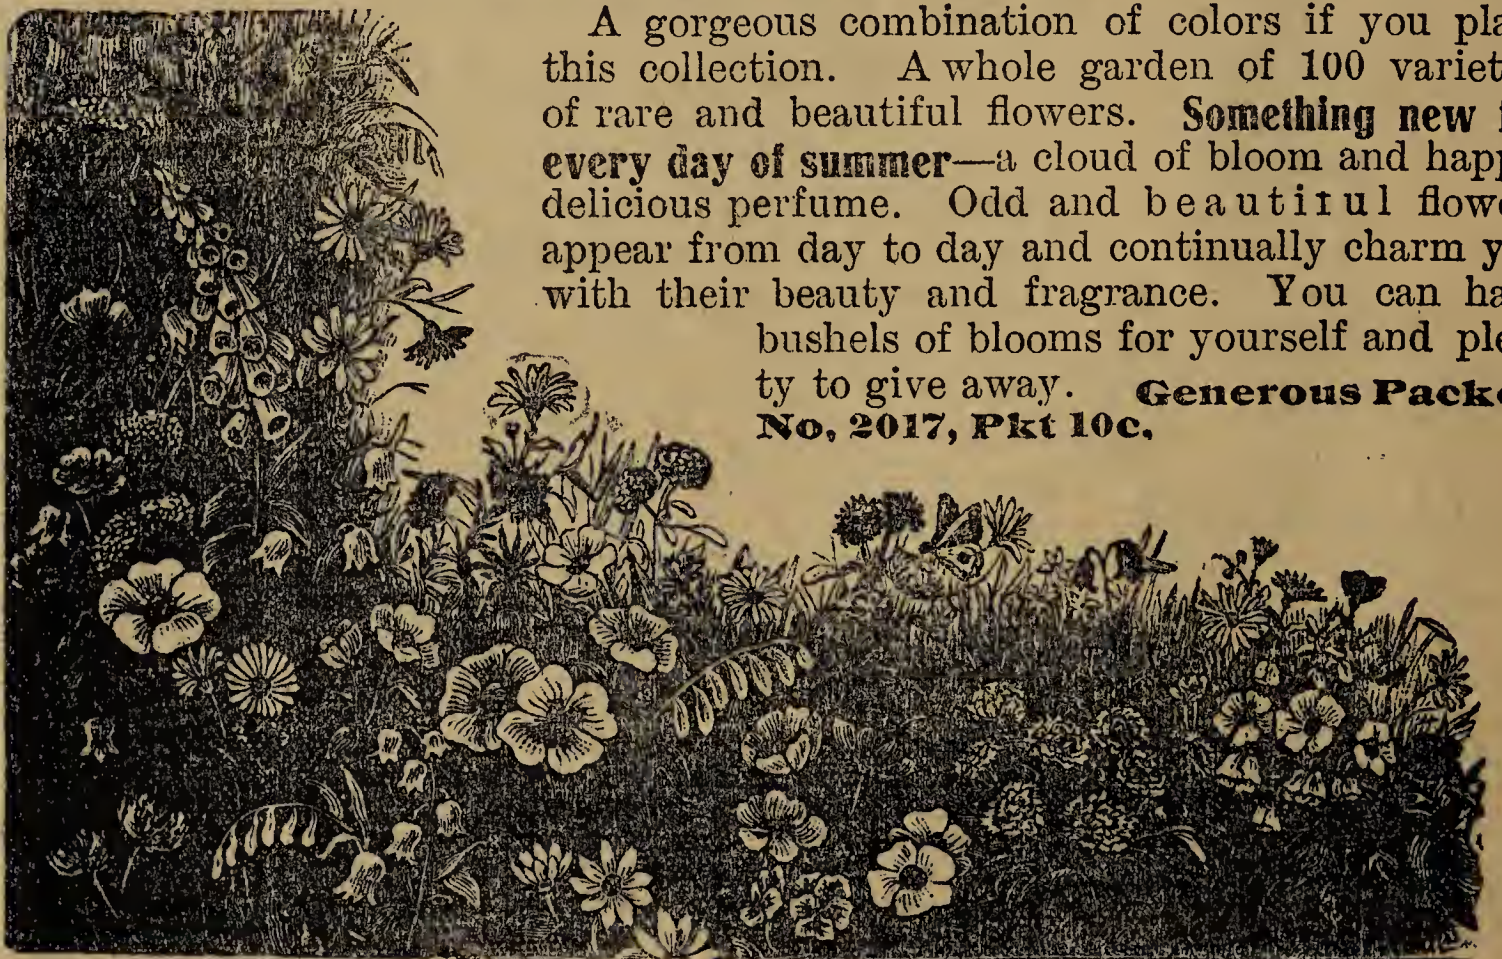 A gorgeous combination of colors if you pla
this collection. A whole garden of 100 variet
of rare and beautiful flowers. Something new
every day of summer—a cloud of bloom and happ
delicious perfume. Odd and beautitul flow
appear from day to day and continually charm y
with their beauty and fragrance. You can ha
bushels of blooms for yourself and ple
ty to give away. Generous Pack
No, 2017, Pkt 10c,